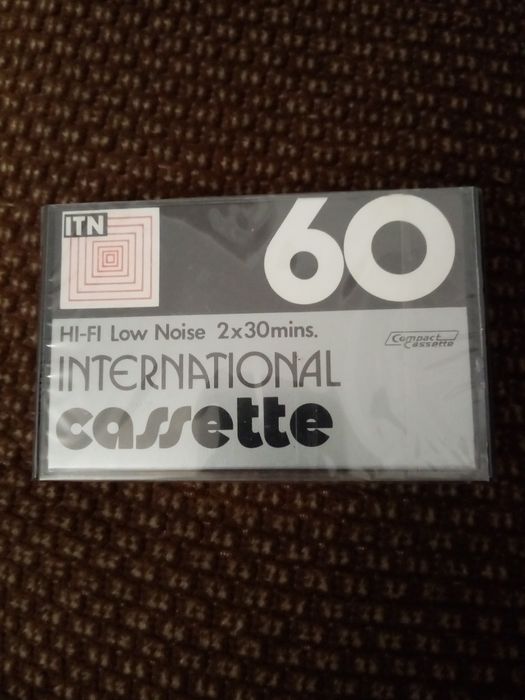 ITN
60
HI-FI Low Noise 2x30mins.
Compact
Cassette
INTERNATIONAL
cassette